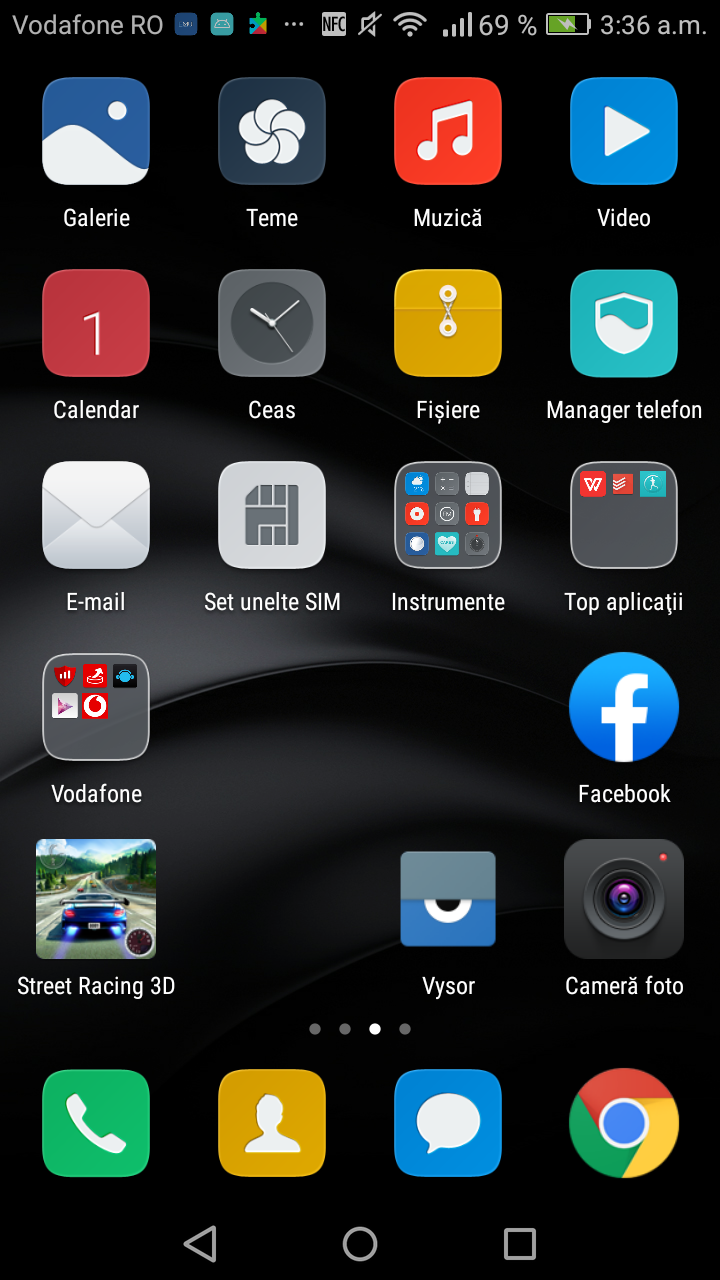 Vodafone RO NFC 69 % 3:36 a.m.
Galerie Teme Muzică Video
1
Calendar Ceas Fișiere Manager telefon
E-mail Set unelte SIM Instrumente Top aplicații
Vodafone Facebook
Street Racing 3D Vysor Cameră foto